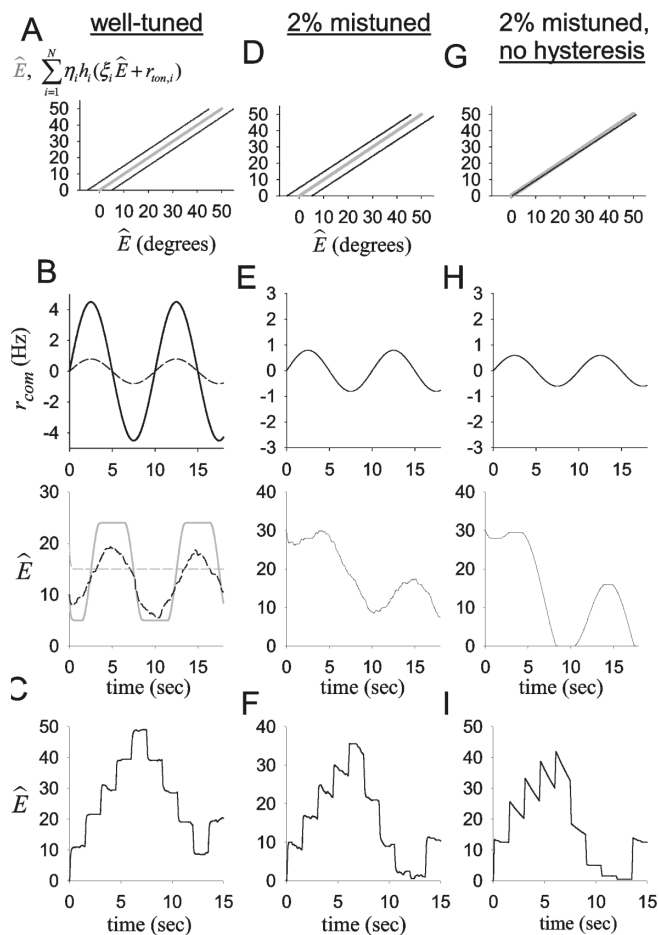 A well-tuned
D 2% mistuned
G 2% mistuned, no hysteresis
Ê, ∑ᵢ₌₁ᴺ ηᵢhᵢ(ξᵢÊ + r_ton,i)
50
40
30
20
10
0
0 10 20 30 40 50
Ê (degrees)
50
40
30
20
10
0
0 10 20 30 40 50
Ê (degrees)
50
40
30
20
10
0
0 10 20 30 40 50
B
r_com (Hz)
4
2
0
-2
-4
0 5 10 15
E
3
2
1
0
-1
-2
-3
0 5 10 15
H
3
2
1
0
-1
-2
-3
0 5 10 15
Ê
30
20
10
0
0 5 10 15
time (sec)
40
30
20
10
0
0 5 10 15
time (sec)
40
30
20
10
0
0 5 10 15
time (sec)
C
Ê
50
40
30
20
10
0
0 5 10 15
time (sec)
F
40
30
20
10
0
0 5 10 15
time (sec)
I
50
40
30
20
10
0
0 5 10 15
time (sec)